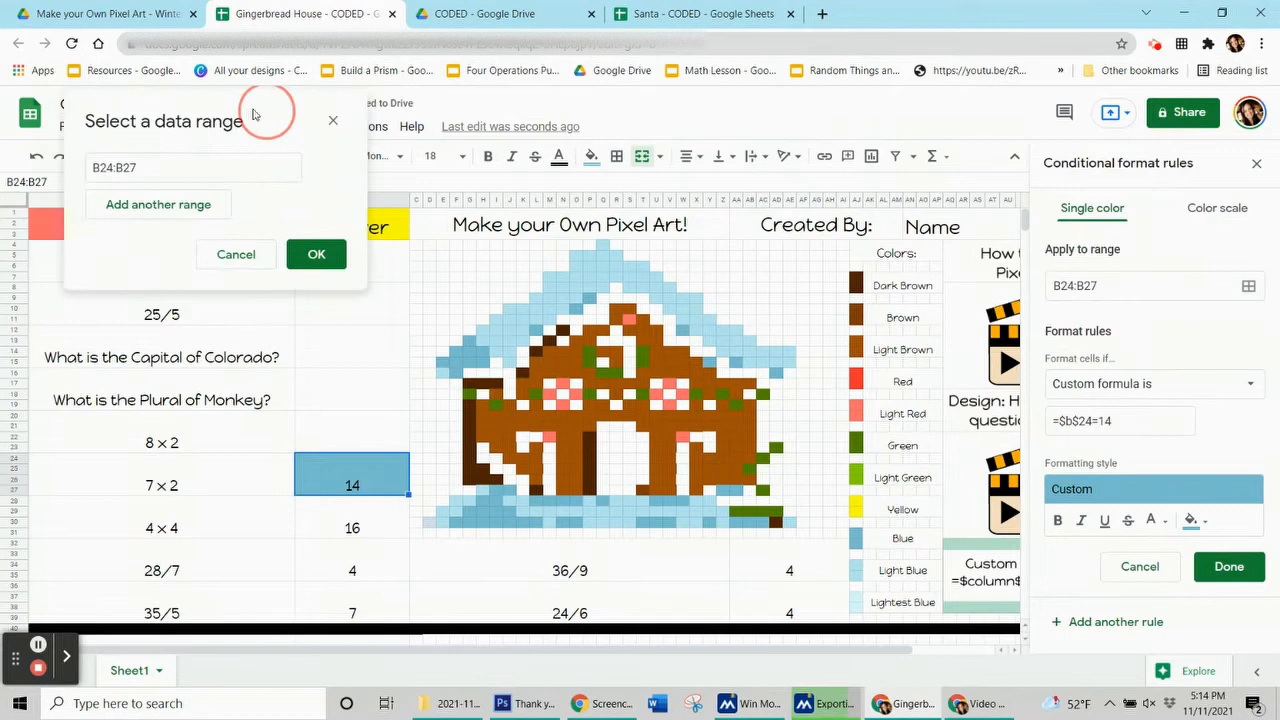 Make your Own Pixel Art - Winte
Gingerbread House - CODED - G
CODED - Google Drive
Santa - CODED - Google Sheets
Apps
Resources - Google...
All your designs - C...
Build a Prism - Goo...
Four Operations Pu...
Google Drive
Math Lesson - Goo...
Random Things an...
https://youtu.be/zR...
Other bookmarks
Reading list
ed to Drive
Help
Last edit was seconds ago
Share
Select a data range
B24:B27
Add another range
Cancel
OK
18
B24:B27
Make your Own Pixel Art!
Created By:
Name
25/5
What is the Capital of Colorado?
What is the Plural of Monkey?
8 x 2
7 x 2
14
4 x 4
16
28/7
4
36/9
4
35/5
7
24/6
4
Colors:
Dark Brown
Brown
Light Brown
Red
Light Red
Green
Light Green
Yellow
Blue
Light Blue
Lightest Blue
How t
Pix
Design: H
questio
Custom
=$column$
Conditional format rules
Single color
Color scale
Apply to range
B24:B27
Format rules
Format cells if...
Custom formula is
=$b$24=14
Formatting style
Custom
Cancel
Done
Add another rule
Sheet1
Explore
Type here to search
2021-11...
Thank y...
Screenc...
Win Mo...
Exporti...
Gingerb...
Video ...
52°F
5:14 PM
11/11/2021